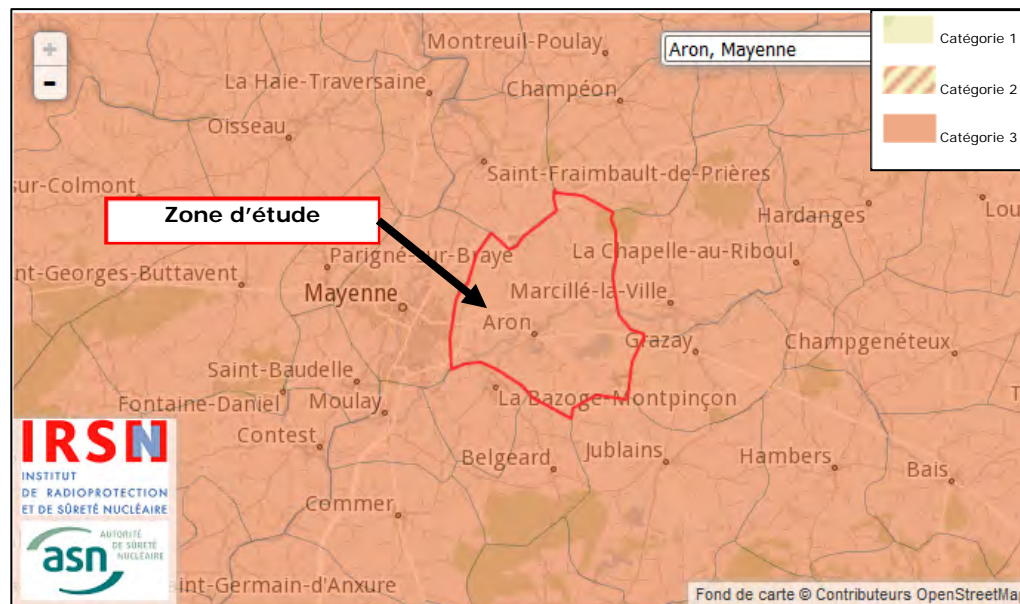 +
-
Montreuil-Poulay
Aron, Mayenne
Catégorie 1
Catégorie 2
Catégorie 3
La Haie-Traversaine
Champéon
Oisseau
Saint-Fraimbault-de-Prières
sur-Colmont
Zone d'étude
Hardanges
Lou
Parigné-sur-Braye
La Chapelle-au-Riboul
nt-Georges-Buttavent
Mayenne
Marcillé-la-Ville
Aron
Grazay
Champgenéteux
Saint-Baudelle
Fontaine-Daniel
Moulay
La Bazoge-Montpinçon
T
Contest
Belgeard
Jublains
Hambers
Bais
IRSN
INSTITUT
DE RADIOPROTECTION
ET DE SÛRETÉ NUCLÉAIRE
Commer
AUTORITÉ
DE SÛRETÉ
NUCLÉAIRE
asn
int-Germain-d'Anxure
Fond de carte © Contributeurs OpenStreetMap